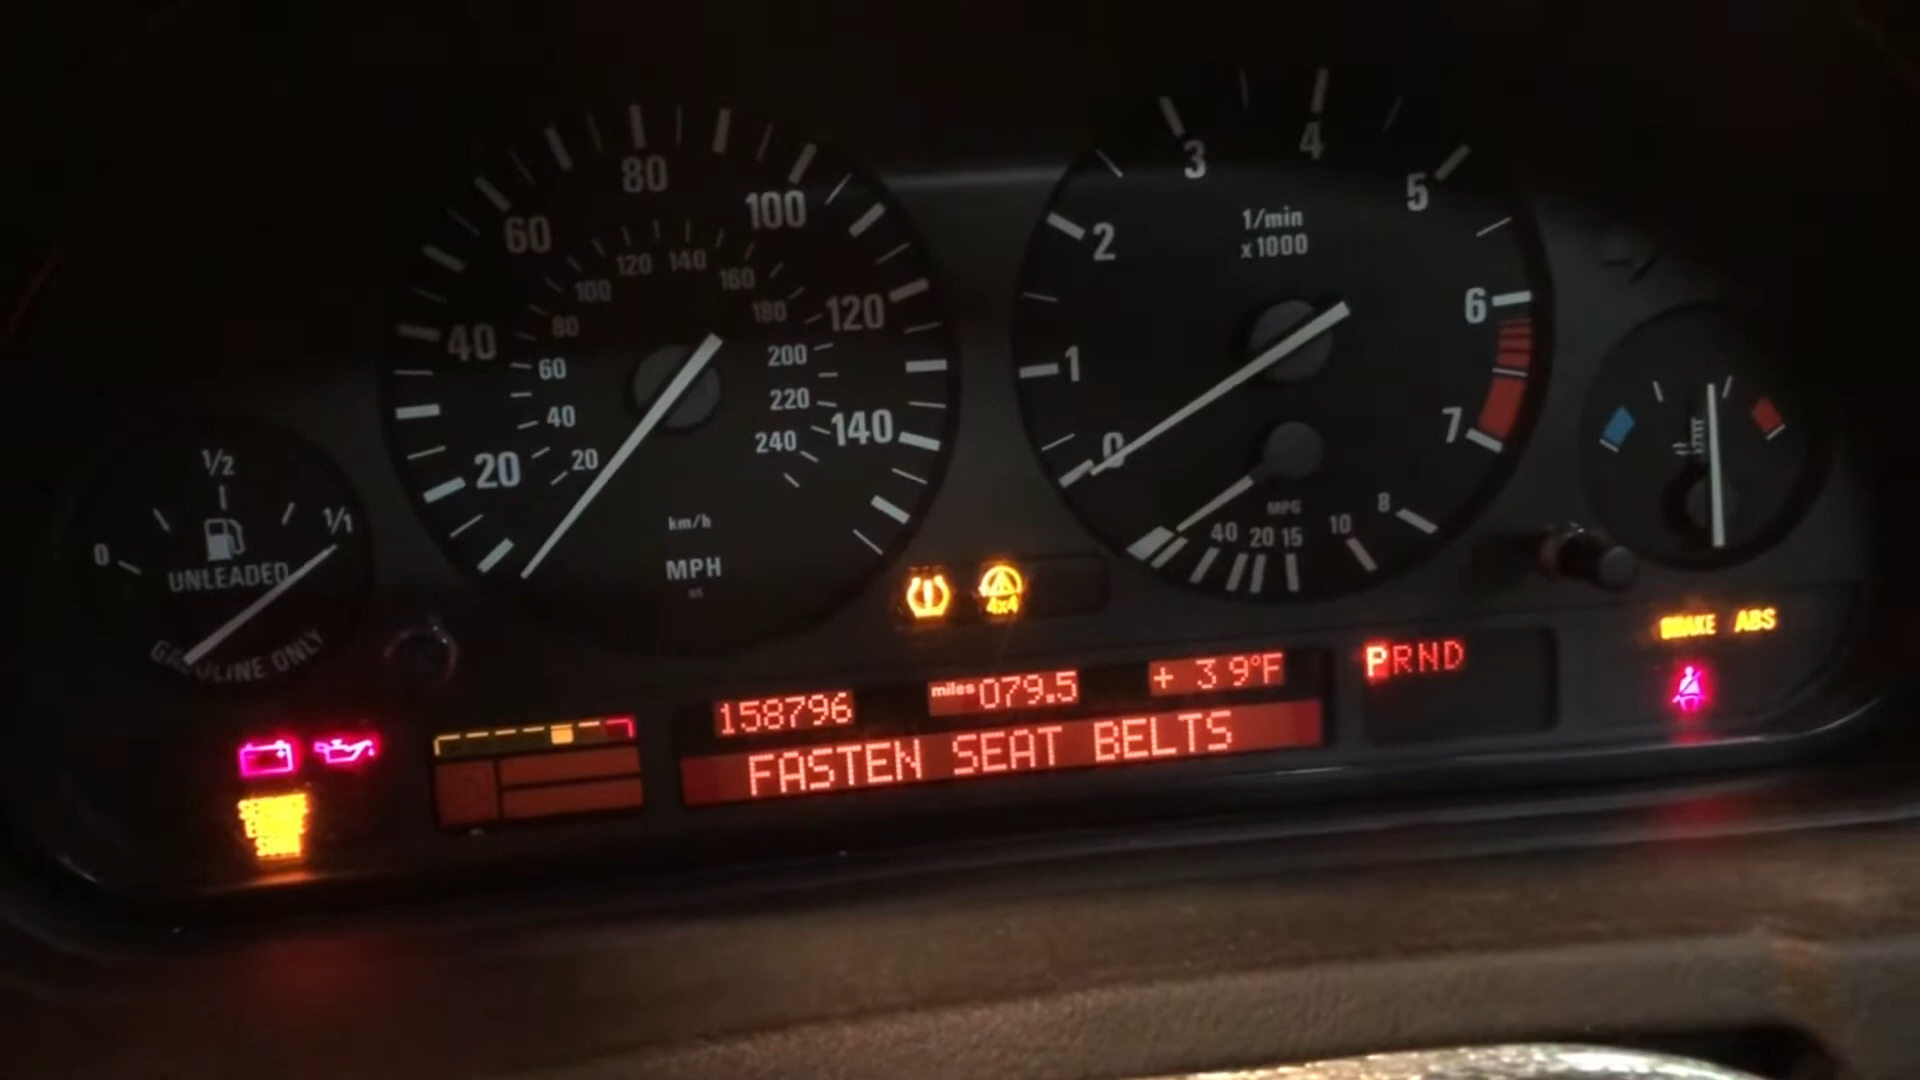 80
100
60
120 140
160
100
180
120
80
40
200
60
220
40
140
240
20
20
km/h
MPH
3
4
5
2
1/min
x1000
6
1
7
0
MPG
40 20 15 10 8
1/2
1/1
0
UNLEADED
GASOLINE ONLY
4x4
BRAKE ABS
158796
miles 079.5
+ 39°F
PRND
FASTEN SEAT BELTS
SERVICE
ENGINE
SOON